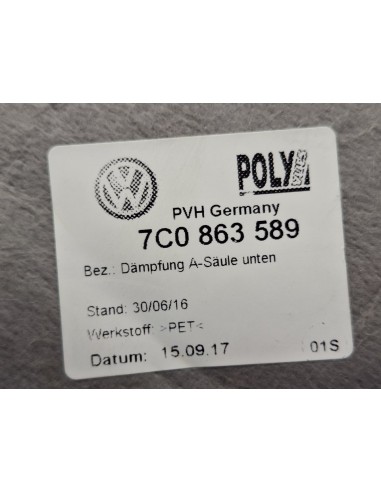 POLY PLUS
PVH Germany
7C0 863 589
Bez.: Dämpfung A-Säule unten
Stand: 30/06/16
Werkstoff: >PET<
Datum: 15.09.17 01S